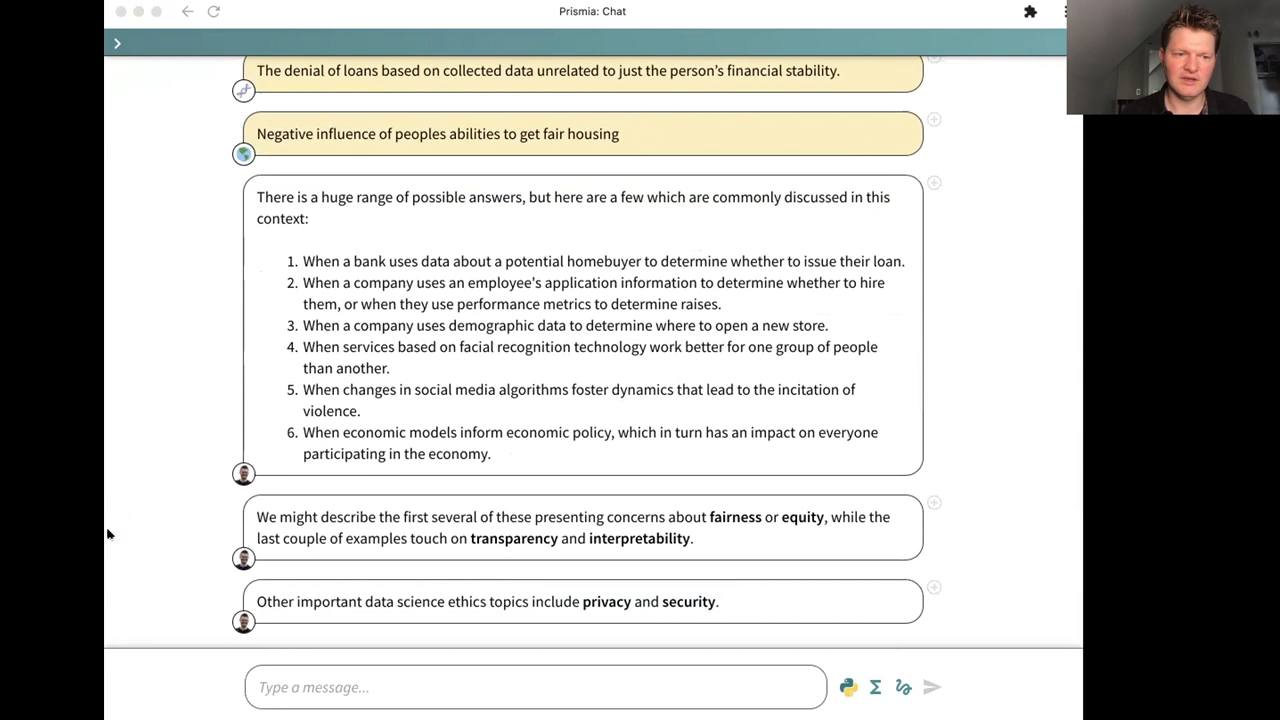 Prismia: Chat
The denial of loans based on collected data unrelated to just the person's financial stability.
Negative influence of peoples abilities to get fair housing
There is a huge range of possible answers, but here are a few which are commonly discussed in this
context:
1. When a bank uses data about a potential homebuyer to determine whether to issue their loan.
2. When a company uses an employee's application information to determine whether to hire
them, or when they use performance metrics to determine raises.
3. When a company uses demographic data to determine where to open a new store.
4. When services based on facial recognition technology work better for one group of people
than another.
5. When changes in social media algorithms foster dynamics that lead to the incitation of
violence.
6. When economic models inform economic policy, which in turn has an impact on everyone
participating in the economy.
We might describe the first several of these presenting concerns about fairness or equity, while the
last couple of examples touch on transparency and interpretability.
Other important data science ethics topics include privacy and security.
Type a message...